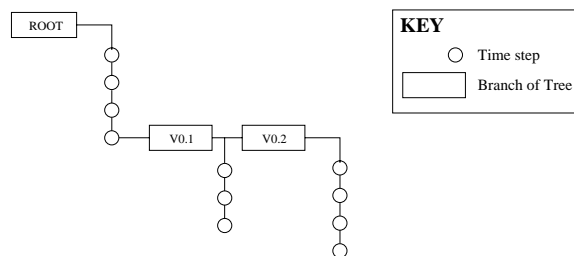 ROOT
KEY
Time step
Branch of Tree
V0.1
V0.2